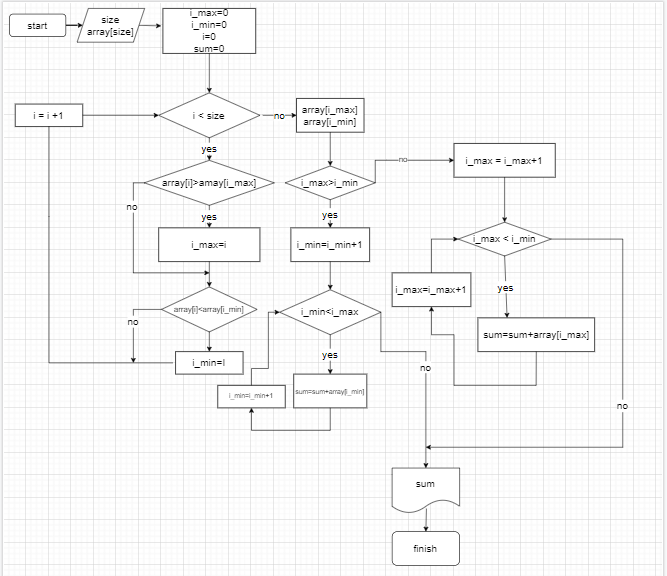 start
size
array[size]
i_max=0
i_min=0
i=0
sum=0
i = i +1
i < size
no
array[i_max]
array[i_min]
yes
array[i]>amay[i_max]
i_max>i_min
no
i_max = i_max+1
no
yes
yes
i_max=i
i_min=i_min+1
i_max < i_min
array[i]<array[i_min]
i_min<i_max
i_max=i_max+1
yes
no
sum=sum+array[i_max]
yes
i_min=I
no
i_min=i_min+1
sum=sum+array[i_min]
no
sum
finish